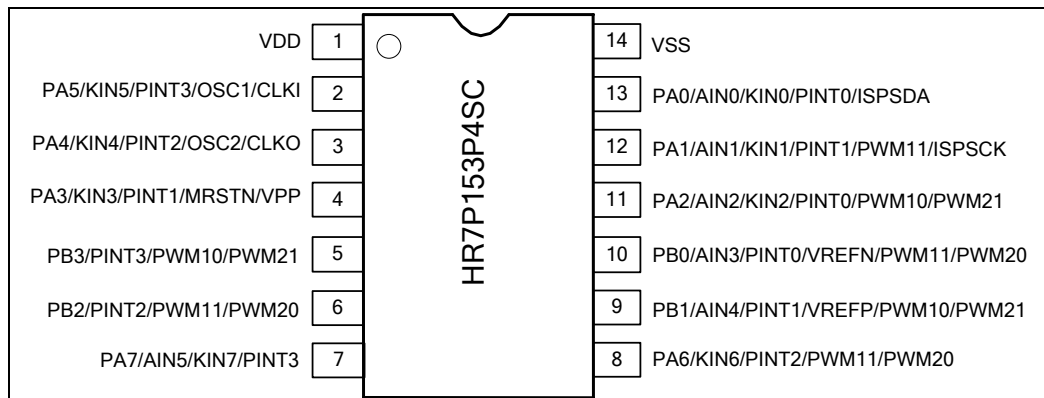 VDD 1 14 VSS
PA5/KIN5/PINT3/OSC1/CLKI 2 13 PA0/AIN0/KIN0/PINT0/ISPSDA
PA4/KIN4/PINT2/OSC2/CLKO 3 12 PA1/AIN1/KIN1/PINT1/PWM11/ISPSCK
PA3/KIN3/PINT1/MRSTN/VPP 4 11 PA2/AIN2/KIN2/PINT0/PWM10/PWM21
PB3/PINT3/PWM10/PWM21 5 10 PB0/AIN3/PINT0/VREFN/PWM11/PWM20
PB2/PINT2/PWM11/PWM20 6 9 PB1/AIN4/PINT1/VREFP/PWM10/PWM21
PA7/AIN5/KIN7/PINT3 7 8 PA6/KIN6/PINT2/PWM11/PWM20
HR7P153P4SC